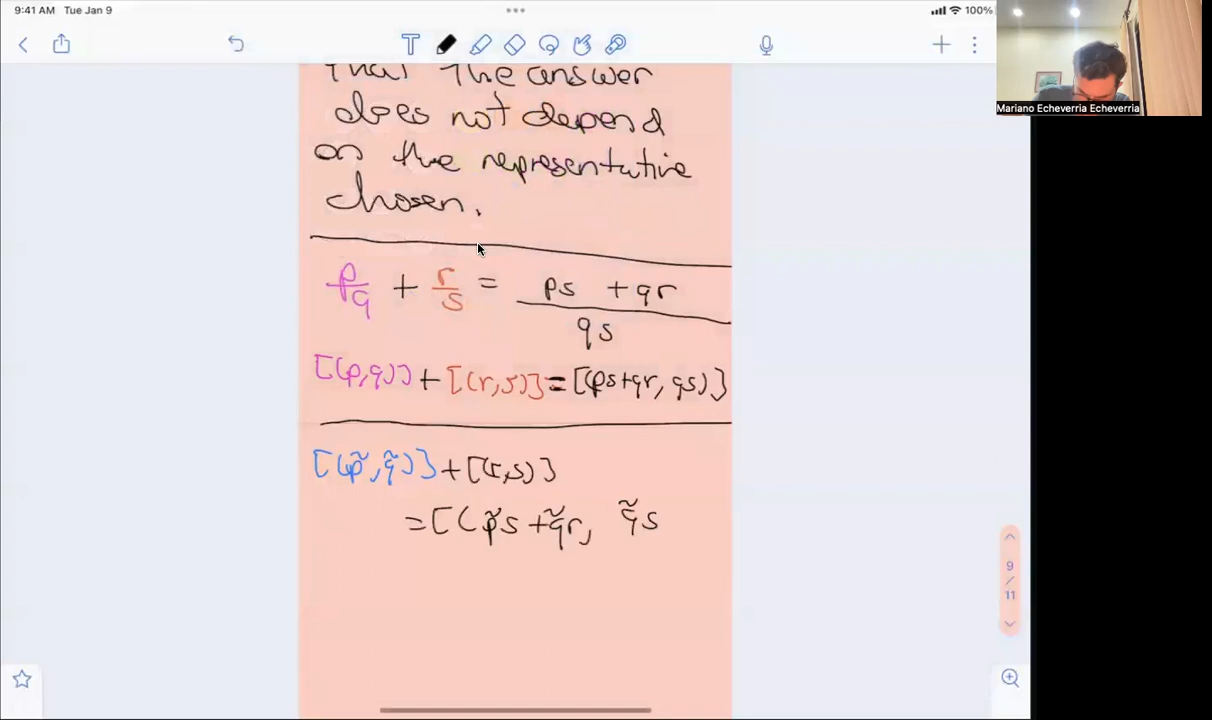 9:41 AM Tue Jan 9
100%
Mariano Echeverria Echeverria
that the answer
does not depend
on the representative
chosen.
p/q + r/s = ps + qr / qs
[(p,q)] + [(r,s)] = [(ps+qr, qs)]
[(p̃,q̃)] + [(r,s)]
= [(p̃s + q̃r, q̃s
9
/
11